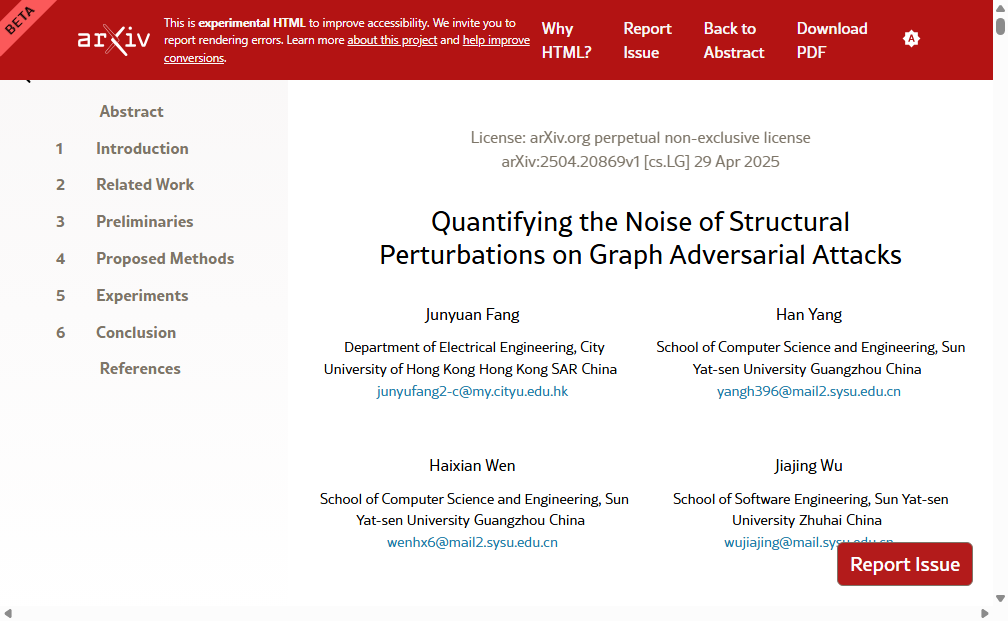 BETA
arXiv
This is experimental HTML to improve accessibility. We invite you to
report rendering errors. Learn more about this project and help improve
conversions.
Why
HTML?
Report
Issue
Back to
Abstract
Download
PDF
A
Abstract
1 Introduction
2 Related Work
3 Preliminaries
4 Proposed Methods
5 Experiments
6 Conclusion
References
License: arXiv.org perpetual non-exclusive license
arXiv:2504.20869v1 [cs.LG] 29 Apr 2025
Quantifying the Noise of Structural
Perturbations on Graph Adversarial Attacks
Junyuan Fang
Department of Electrical Engineering, City
University of Hong Kong Hong Kong SAR China
junyufang2-c@my.cityu.edu.hk
Han Yang
School of Computer Science and Engineering, Sun
Yat-sen University Guangzhou China
yangh396@mail2.sysu.edu.cn
Haixian Wen
School of Computer Science and Engineering, Sun
Yat-sen University Guangzhou China
wenhx6@mail2.sysu.edu.cn
Jiajing Wu
School of Software Engineering, Sun Yat-sen
University Zhuhai China
wujiajing@mail.sysu.edu.cn
Report Issue